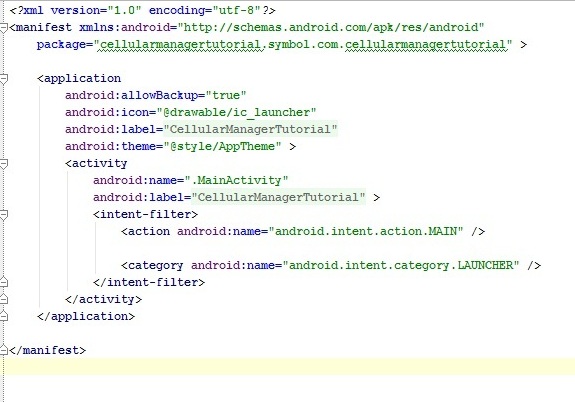 <?xml version="1.0" encoding="utf-8"?>
<manifest xmlns:android="http://schemas.android.com/apk/res/android"
    package="cellularmanagertutorial.symbol.com.cellularmanagertutorial" >
    <application
        android:allowBackup="true"
        android:icon="@drawable/ic_launcher"
        android:label="CellularManagerTutorial"
        android:theme="@style/AppTheme" >
        <activity
            android:name=".MainActivity"
            android:label="CellularManagerTutorial" >
            <intent-filter>
                <action android:name="android.intent.action.MAIN" />
                <category android:name="android.intent.category.LAUNCHER" />
            </intent-filter>
        </activity>
    </application>
</manifest>